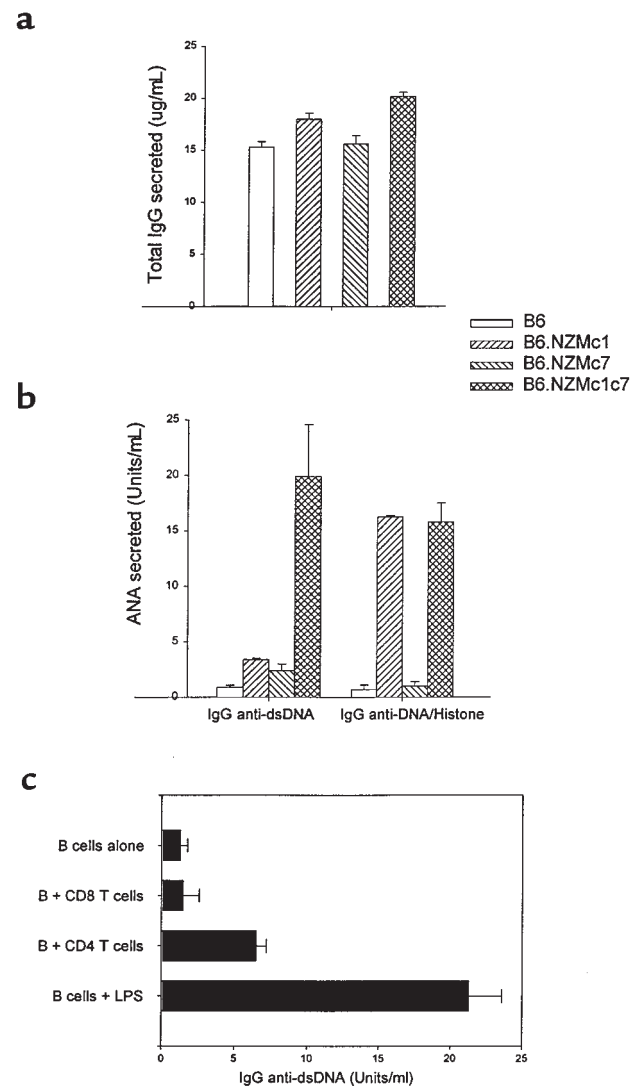 a
Total IgG secreted (ug/mL)
25
20
15
10
5
0
B6
B6.NZMc1
B6.NZMc7
B6.NZMc1c7
b
ANA secreted (Units/mL)
25
20
15
10
5
0
IgG anti-dsDNA IgG anti-DNA/Histone
c
B cells alone
B + CD8 T cells
B + CD4 T cells
B cells + LPS
0 5 10 15 20 25
IgG anti-dsDNA (Units/ml)